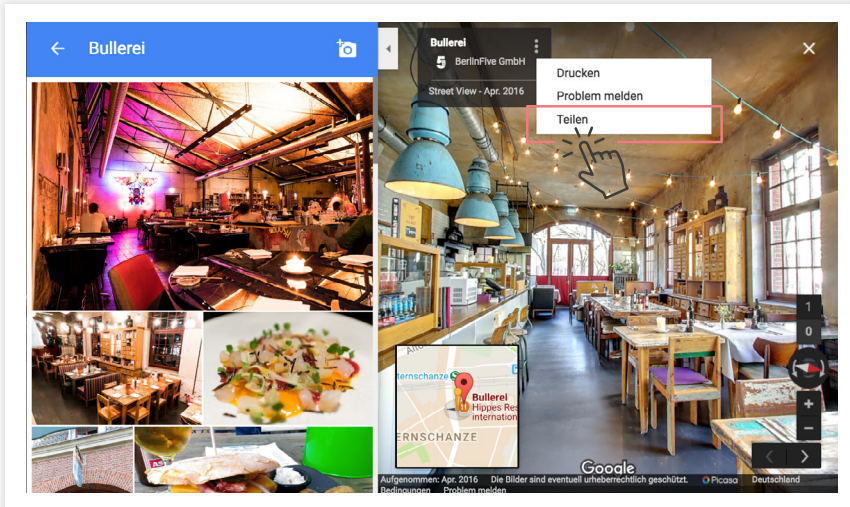 Bullerei
Bullerei
BerlinFive GmbH
Street View - Apr. 2016
Drucken
Problem melden
Teilen
1
0
ternschanze
Bullerei
Hippes Res
internation
ERNSCHANZE
Google
Aufgenommen: Apr. 2016 Die Bilder sind eventuell urheberrechtlich geschützt. Picasa Deutschland
Bedingungen Problem melden